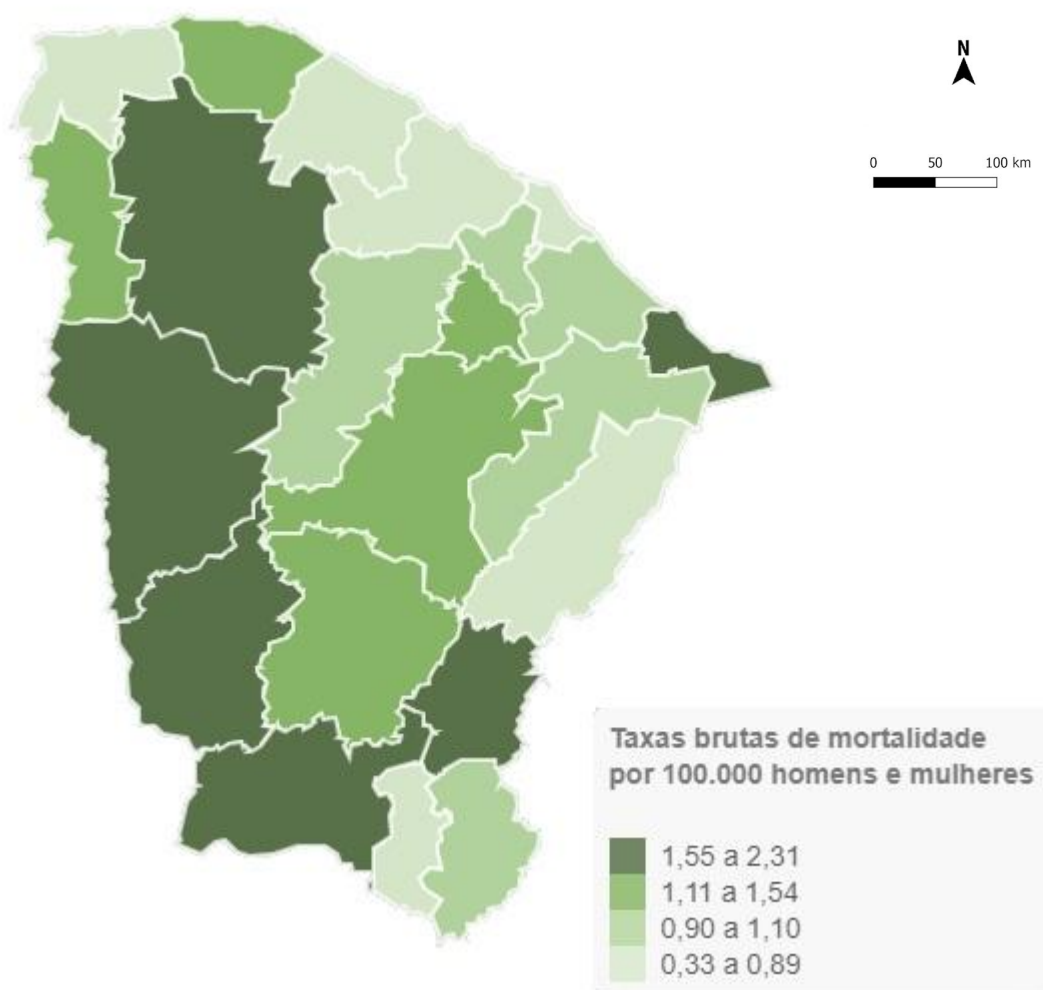 N
0 50 100 km
Taxas brutas de mortalidade
por 100.000 homens e mulheres
1,55 a 2,31
1,11 a 1,54
0,90 a 1,10
0,33 a 0,89